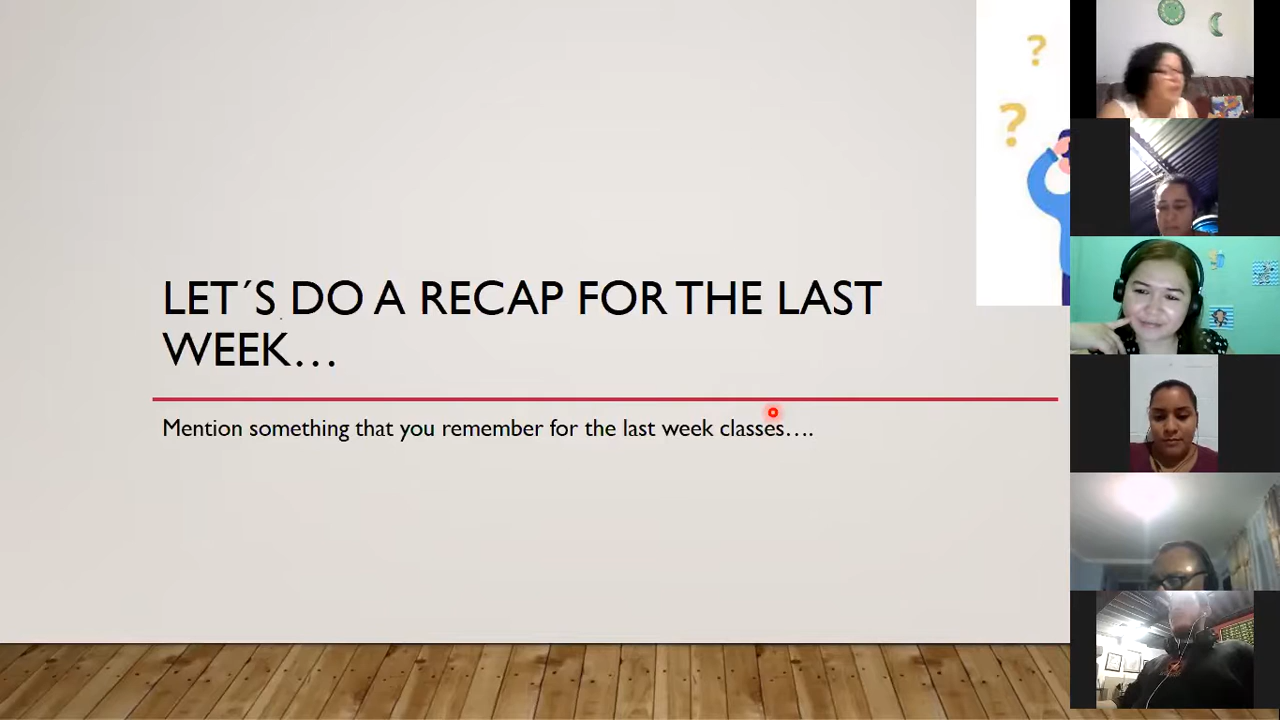 ?
?
LET´S DO A RECAP FOR THE LAST
WEEK…
Mention something that you remember for the last week classes….